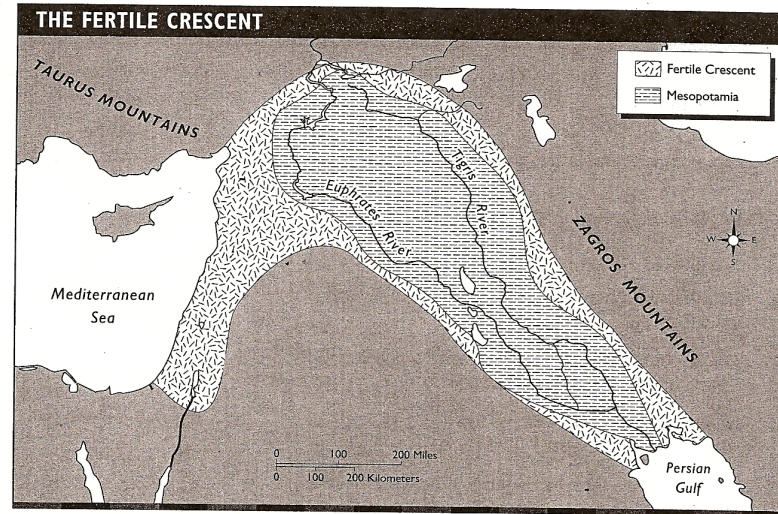 THE FERTILE CRESCENT
Fertile Crescent
Mesopotamia
TAURUS MOUNTAINS
Tigris River
Euphrates River
ZAGROS MOUNTAINS
N
W E
S
Mediterranean
Sea
0 100 200 Miles
0 100 200 Kilometers
Persian
Gulf